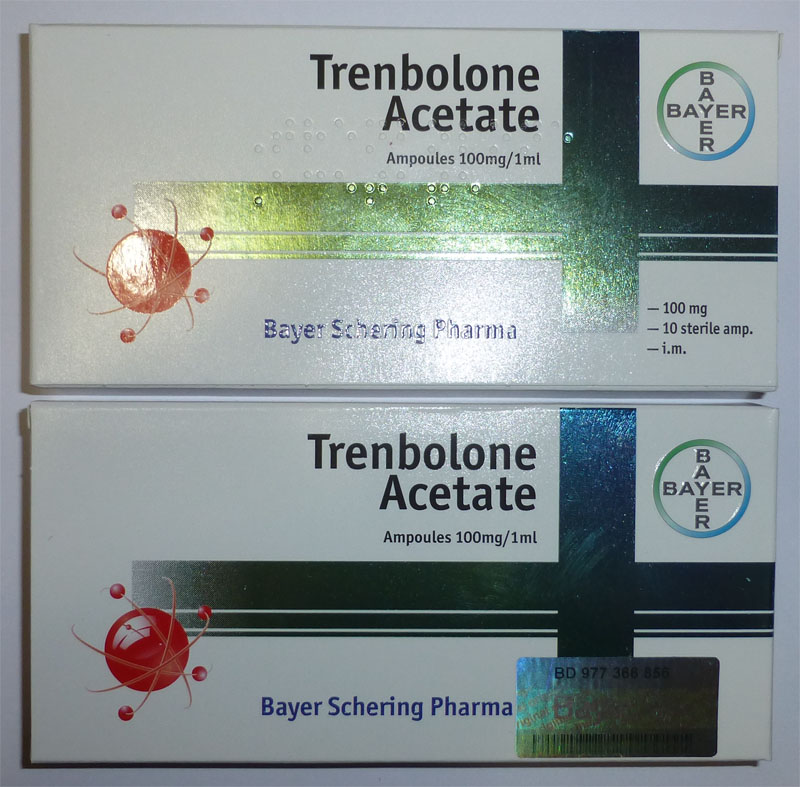 Trenbolone
Acetate
Ampoules 100mg/1ml
BAYER
BAYER
Bayer Schering Pharma
— 100 mg
— 10 sterile amp.
— i.m.
Trenbolone
Acetate
Ampoules 100mg/1ml
BAYER
BAYER
Bayer Schering Pharma
BD 977 366 856